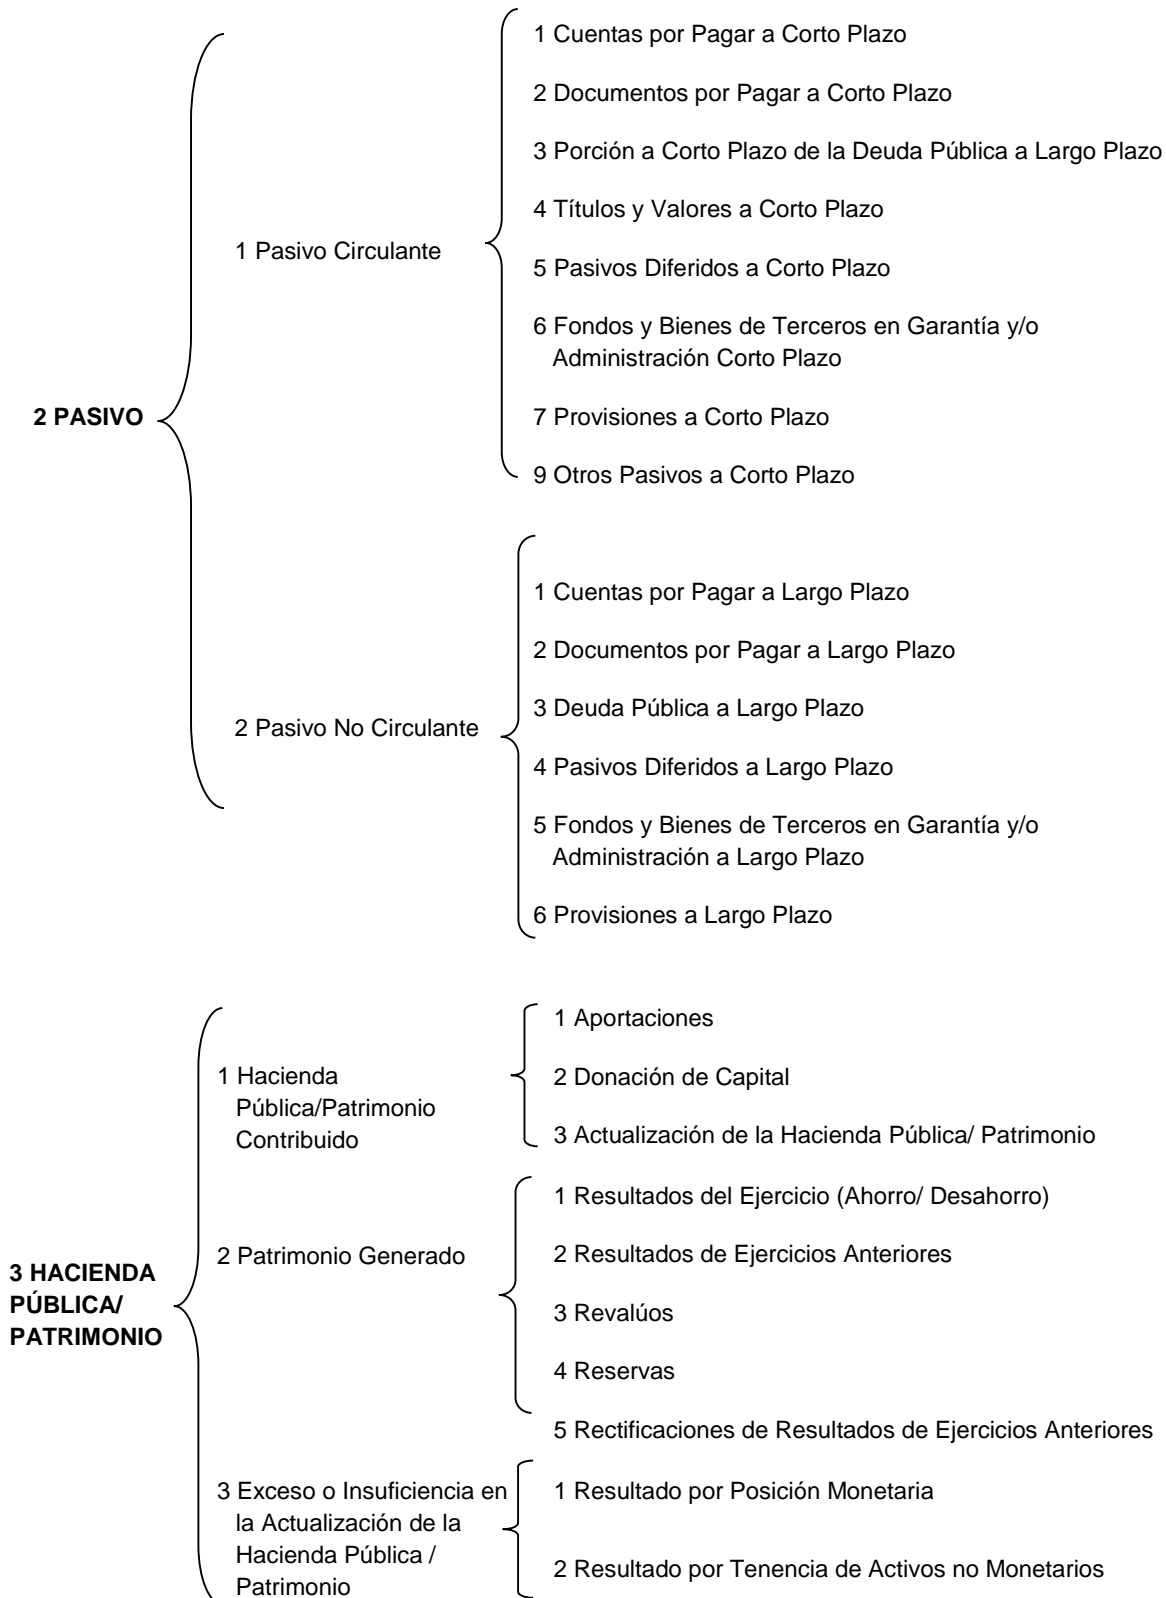 2 PASIVO
1 Pasivo Circulante
1 Cuentas por Pagar a Corto Plazo
2 Documentos por Pagar a Corto Plazo
3 Porción a Corto Plazo de la Deuda Pública a Largo Plazo
4 Títulos y Valores a Corto Plazo
5 Pasivos Diferidos a Corto Plazo
6 Fondos y Bienes de Terceros en Garantía y/o
Administración Corto Plazo
7 Provisiones a Corto Plazo
9 Otros Pasivos a Corto Plazo
2 Pasivo No Circulante
1 Cuentas por Pagar a Largo Plazo
2 Documentos por Pagar a Largo Plazo
3 Deuda Pública a Largo Plazo
4 Pasivos Diferidos a Largo Plazo
5 Fondos y Bienes de Terceros en Garantía y/o
Administración a Largo Plazo
6 Provisiones a Largo Plazo
3 HACIENDA
PÚBLICA/
PATRIMONIO
1 Hacienda
Pública/Patrimonio
Contribuido
1 Aportaciones
2 Donación de Capital
3 Actualización de la Hacienda Pública/ Patrimonio
2 Patrimonio Generado
1 Resultados del Ejercicio (Ahorro/ Desahorro)
2 Resultados de Ejercicios Anteriores
3 Revalúos
4 Reservas
5 Rectificaciones de Resultados de Ejercicios Anteriores
3 Exceso o Insuficiencia en
la Actualización de la
Hacienda Pública /
Patrimonio
1 Resultado por Posición Monetaria
2 Resultado por Tenencia de Activos no Monetarios